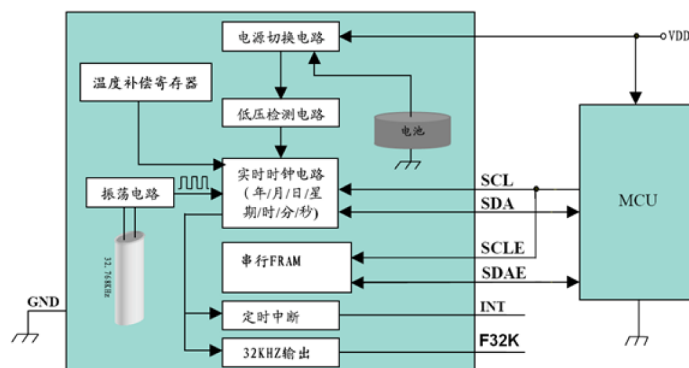 电源切换电路
VDD
温度补偿寄存器
低压检测电路
电池
实时时钟电路
(年/月/日/星
期/时/分/秒)
振荡电路
SCL
SDA
MCU
32.768KHz
串行FRAM
SCLE
SDAE
GND
定时中断
INT
32KHZ输出
F32K